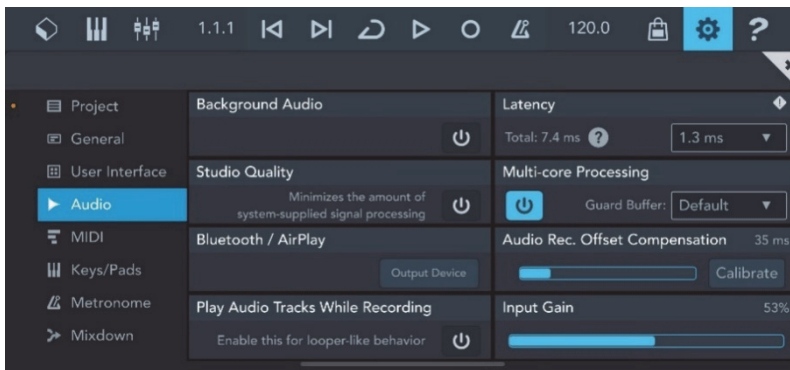 1.1.1 120.0 ?
Project
General
User Interface
Audio
MIDI
Keys/Pads
Metronome
Mixdown
Background Audio
Studio Quality
Minimizes the amount of
system-supplied signal processing
Bluetooth / AirPlay
Output Device
Play Audio Tracks While Recording
Enable this for looper-like behavior
Latency
Total: 7.4 ms ? 1.3 ms
Multi-core Processing
Guard Buffer: Default
Audio Rec. Offset Compensation 35 ms
Calibrate
Input Gain 53%